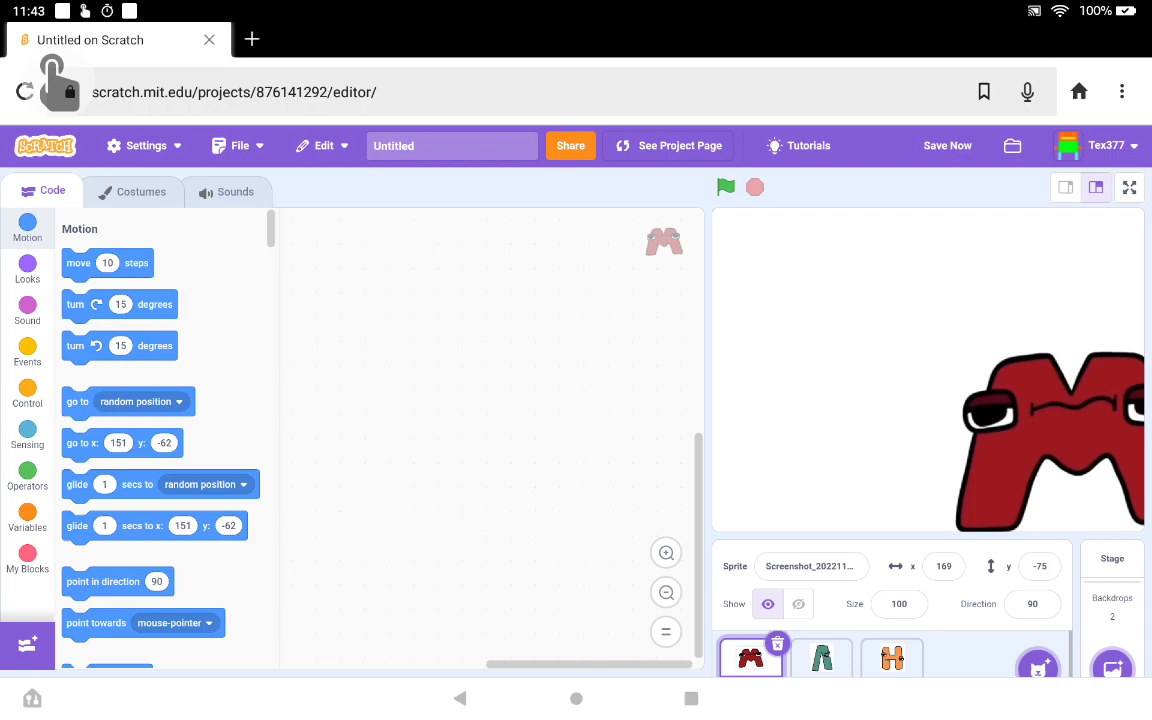 11:43 100%
Untitled on Scratch
scratch.mit.edu/projects/876141292/editor/
SCRATCH Settings File Edit Untitled Share See Project Page Tutorials Save Now Tex377
Code Costumes Sounds
Motion Motion
Looks move 10 steps
Sound turn 15 degrees
Events turn 15 degrees
Control go to random position
Sensing go to x: 151 y: -62
Operators glide 1 secs to random position
Variables glide 1 secs to x: 151 y: -62
My Blocks point in direction 90
point towards mouse-pointer
Sprite Screenshot_202211... x 169 y -75
Show Size 100 Direction 90
Stage
Backdrops
2